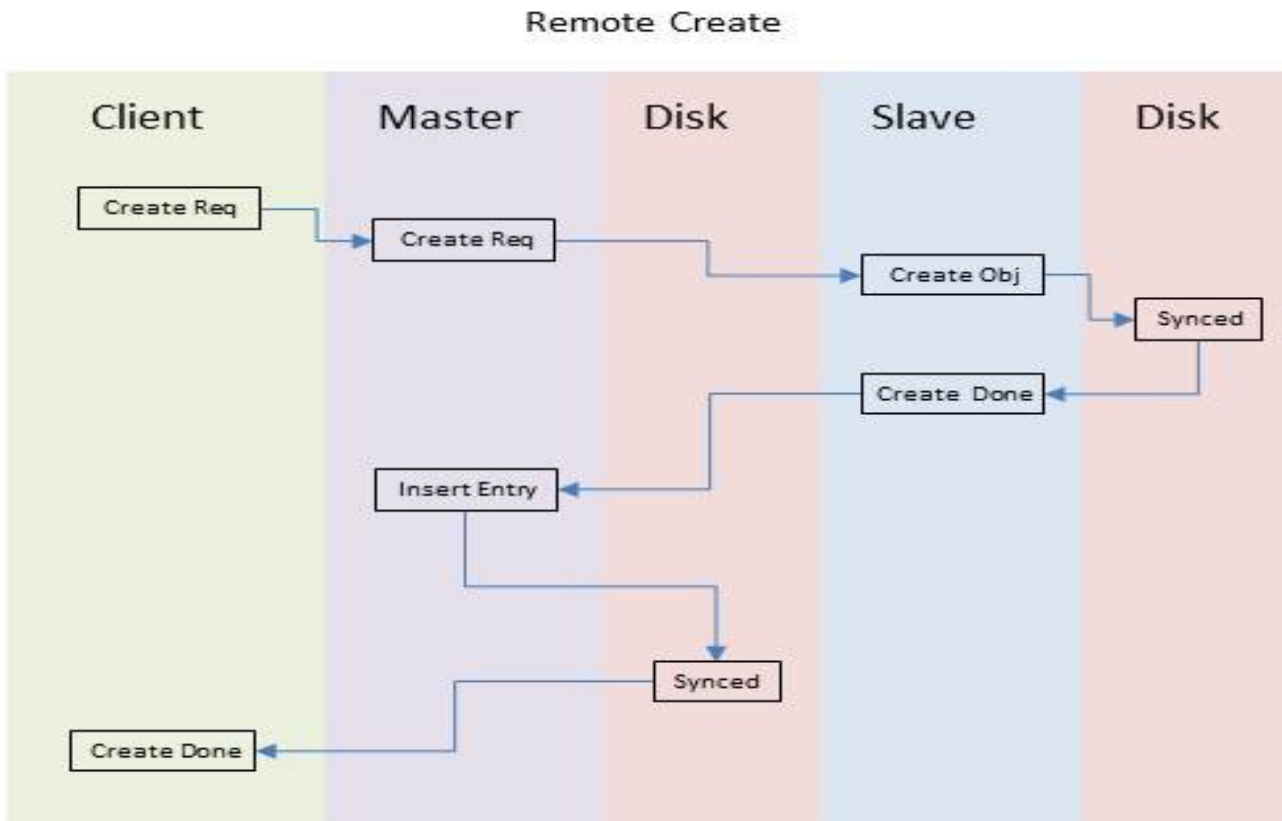 Remote Create
Client Master Disk Slave Disk
Create Req
Create Req
Create Obj
Synced
Create Done
Insert Entry
Synced
Create Done